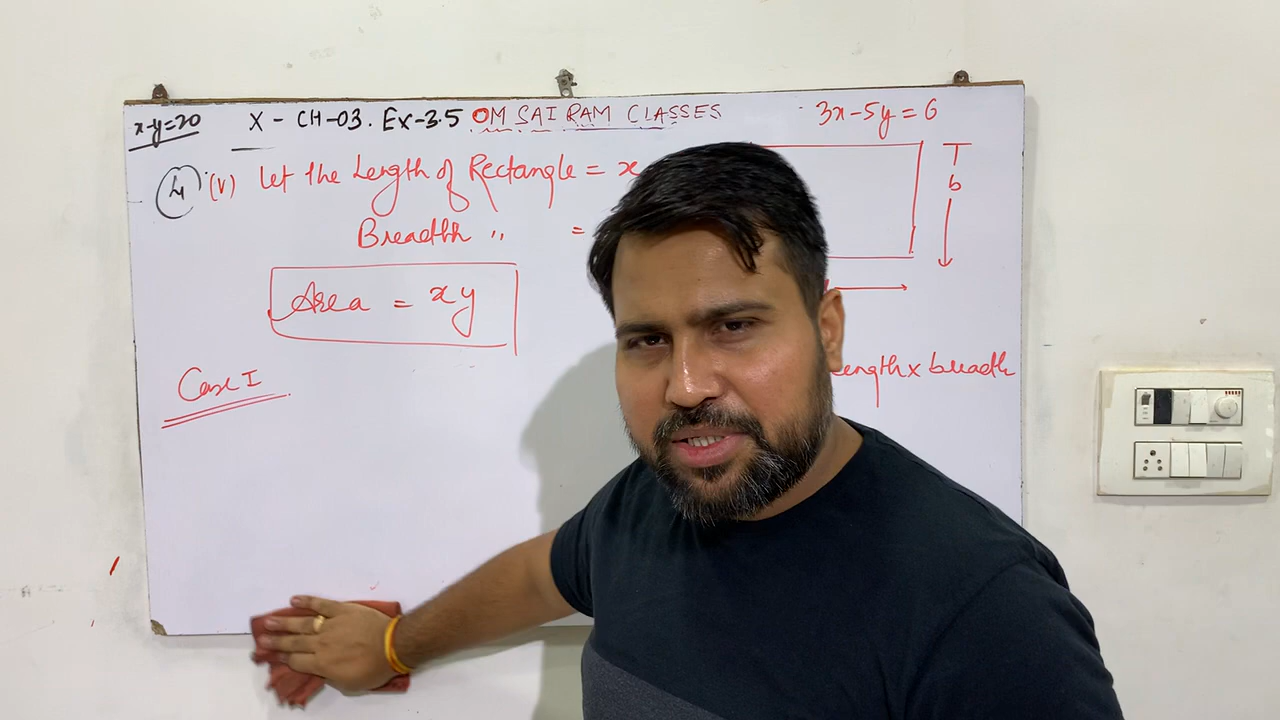 x-y=20 X - CH-03. Ex-3.5 OM SAI RAM CLASSES 3x-5y=6
4 (V) Let the Length of Rectangle = x
Breadth ,, =
b
Area = xy
Length x breadth
Case I